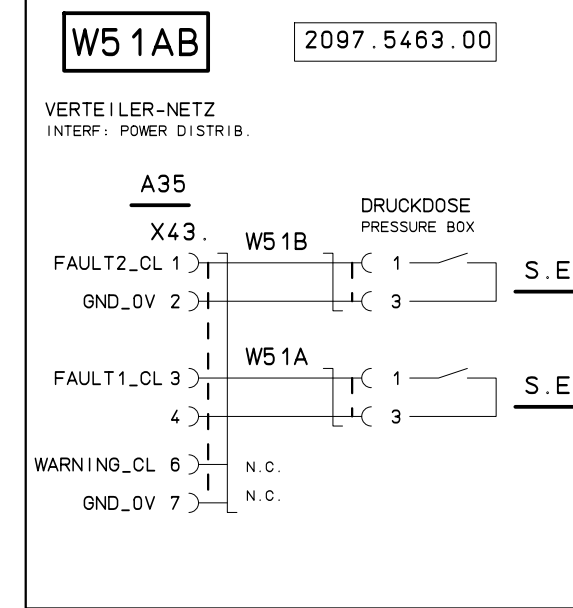 W51AB
2097.5463.00
VERTEILER-NETZ
INTERF: POWER DISTRIB.
A35
X43.
DRUCKDOSE
PRESSURE BOX
W51B
FAULT2_CL 1
1
S.E
GND_0V 2
3
W51A
FAULT1_CL 3
1
S.E
4
3
WARNING_CL 6
N.C.
GND_0V 7
N.C.